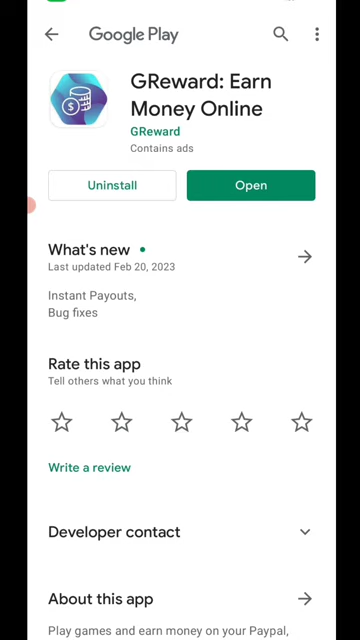 Google Play
GReward: Earn
Money Online
GReward
Contains ads
Uninstall
Open
What's new
Last updated Feb 20, 2023
Instant Payouts,
Bug fixes
Rate this app
Tell others what you think
Write a review
Developer contact
About this app
Play games and earn money on your Paypal,